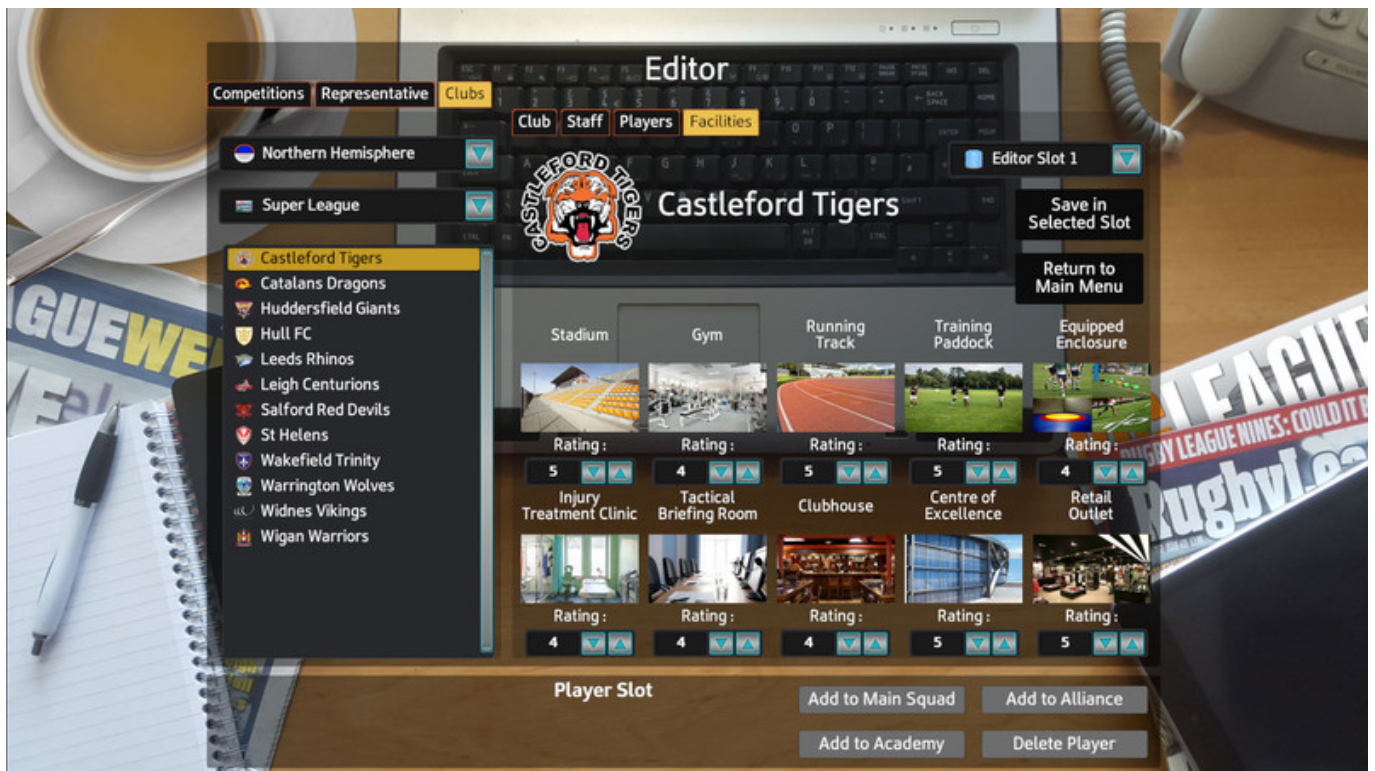 Editor
Competitions
Representative
Clubs
Club
Staff
Players
Facilities
Northern Hemisphere
Editor Slot 1
Super League
CASTLEFORD TIGERS
Castleford Tigers
Save in
Selected Slot
Return to
Main Menu
Castleford Tigers
Catalans Dragons
Huddersfield Giants
Hull FC
Leeds Rhinos
Leigh Centurions
Salford Red Devils
St Helens
Wakefield Trinity
Warrington Wolves
Widnes Vikings
Wigan Warriors
Stadium
Gym
Running
Track
Training
Paddock
Equipped
Enclosure
Rating :
Rating :
Rating :
Rating :
Rating :
5
4
5
5
4
Injury
Treatment Clinic
Tactical
Briefing Room
Clubhouse
Centre of
Excellence
Retail
Outlet
Rating :
Rating :
Rating :
Rating :
Rating :
4
4
4
5
5
Player Slot
Add to Main Squad
Add to Alliance
Add to Academy
Delete Player
LEAGUE NINES: COULD IT